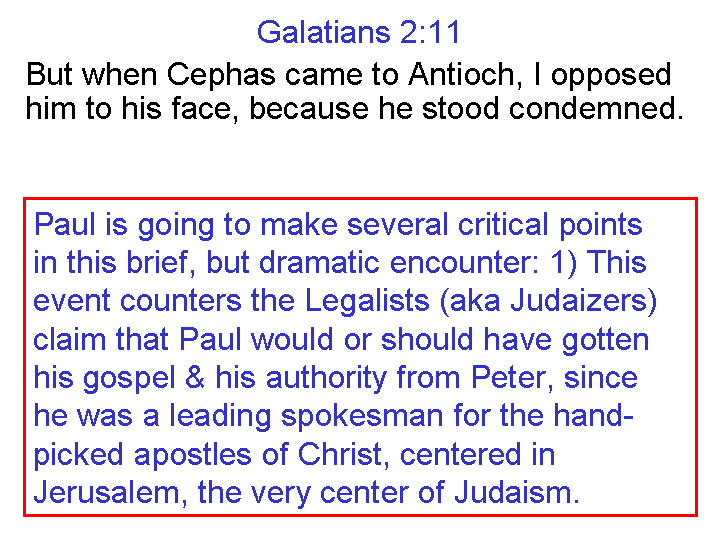 Galatians 2:11
But when Cephas came to Antioch, I opposed
him to his face, because he stood condemned.
Paul is going to make several critical points
in this brief, but dramatic encounter: 1) This
event counters the Legalists (aka Judaizers)
claim that Paul would or should have gotten
his gospel & his authority from Peter, since
he was a leading spokesman for the hand-
picked apostles of Christ, centered in
Jerusalem, the very center of Judaism.